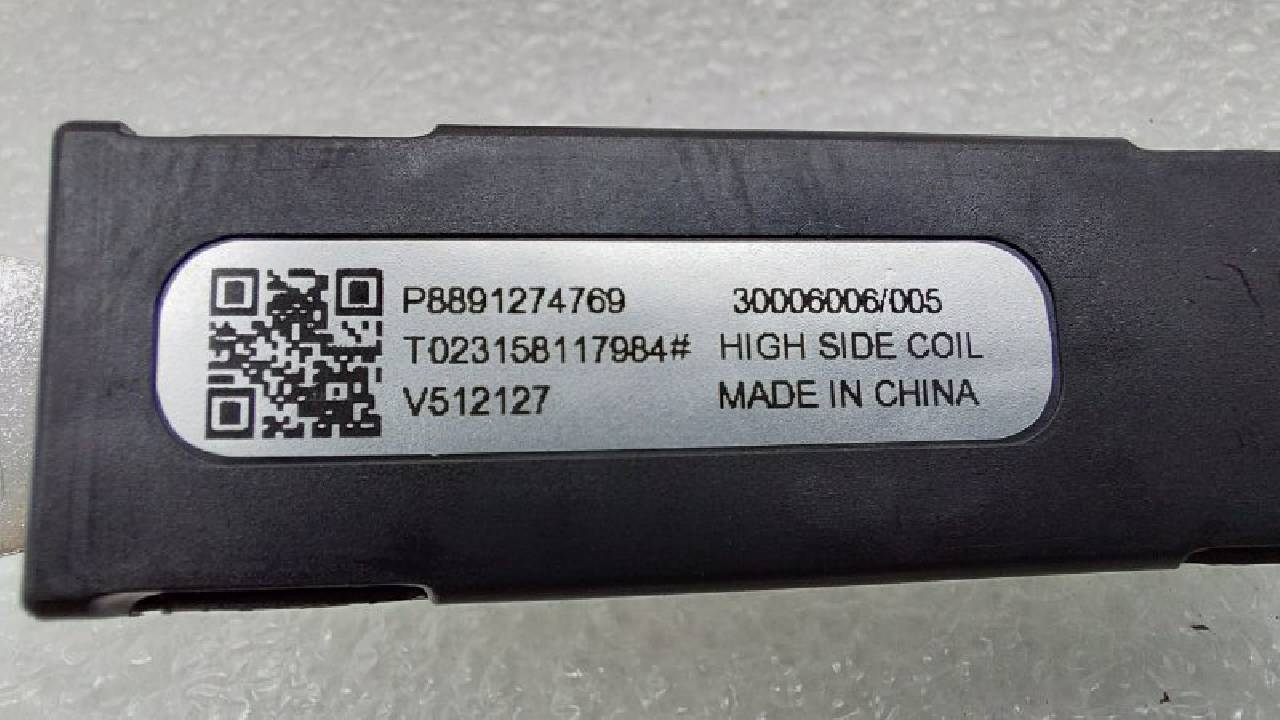 P8891274769 30006006/005
T023158117984# HIGH SIDE COIL
V512127 MADE IN CHINA